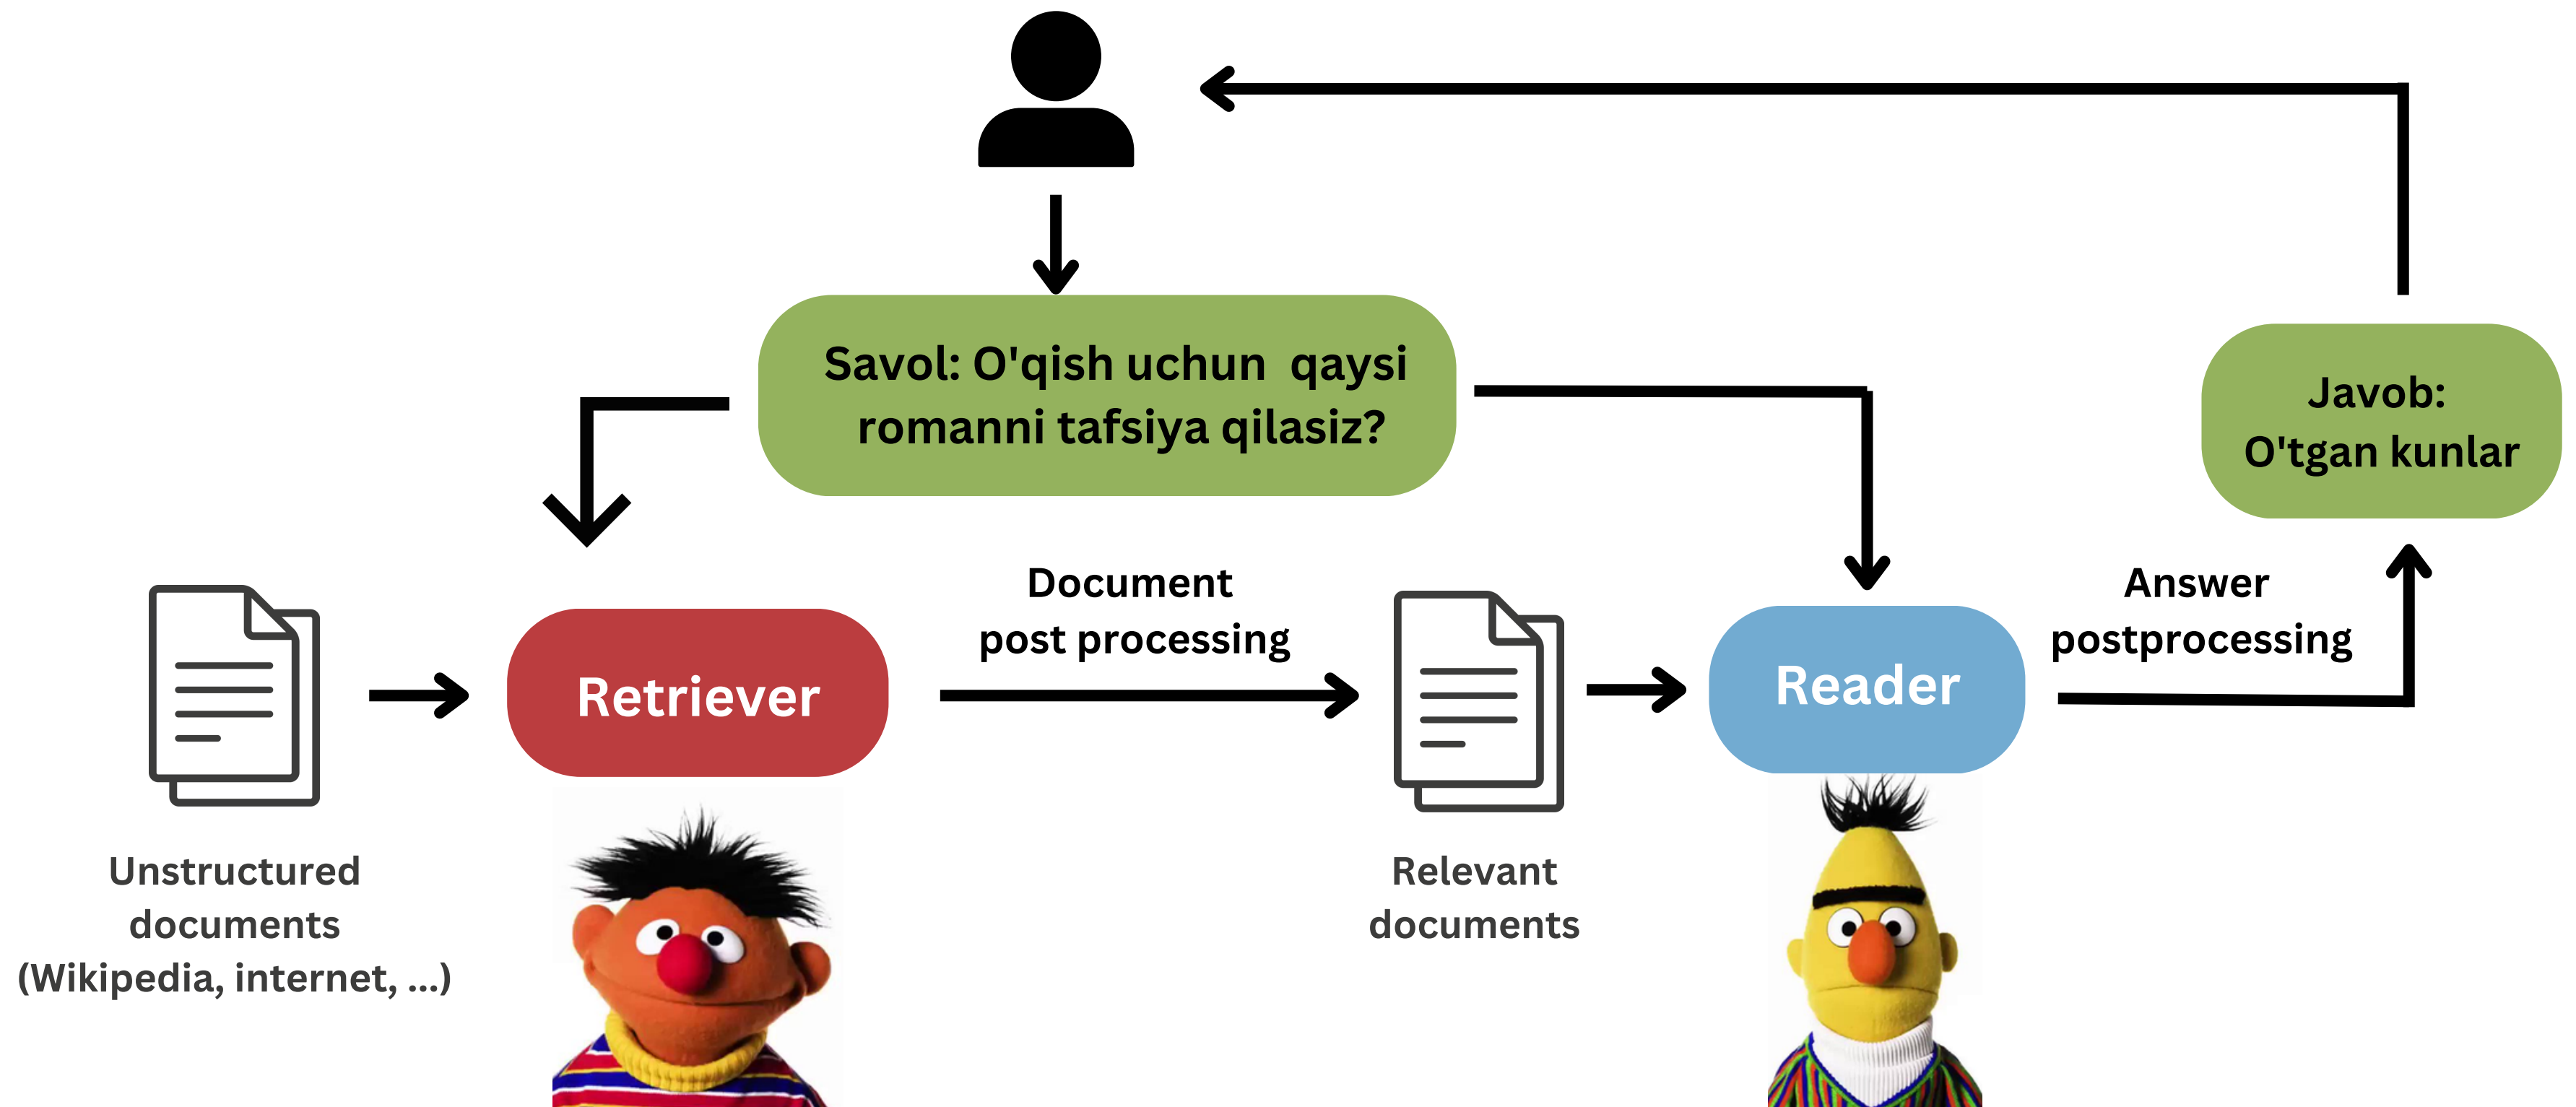 Savol: O'qish uchun qaysi
romanni tafsiya qilasiz?
Javob:
O'tgan kunlar
Document
post processing
Answer
postprocessing
Retriever
Reader
Unstructured
documents
(Wikipedia, internet, ...)
Relevant
documents